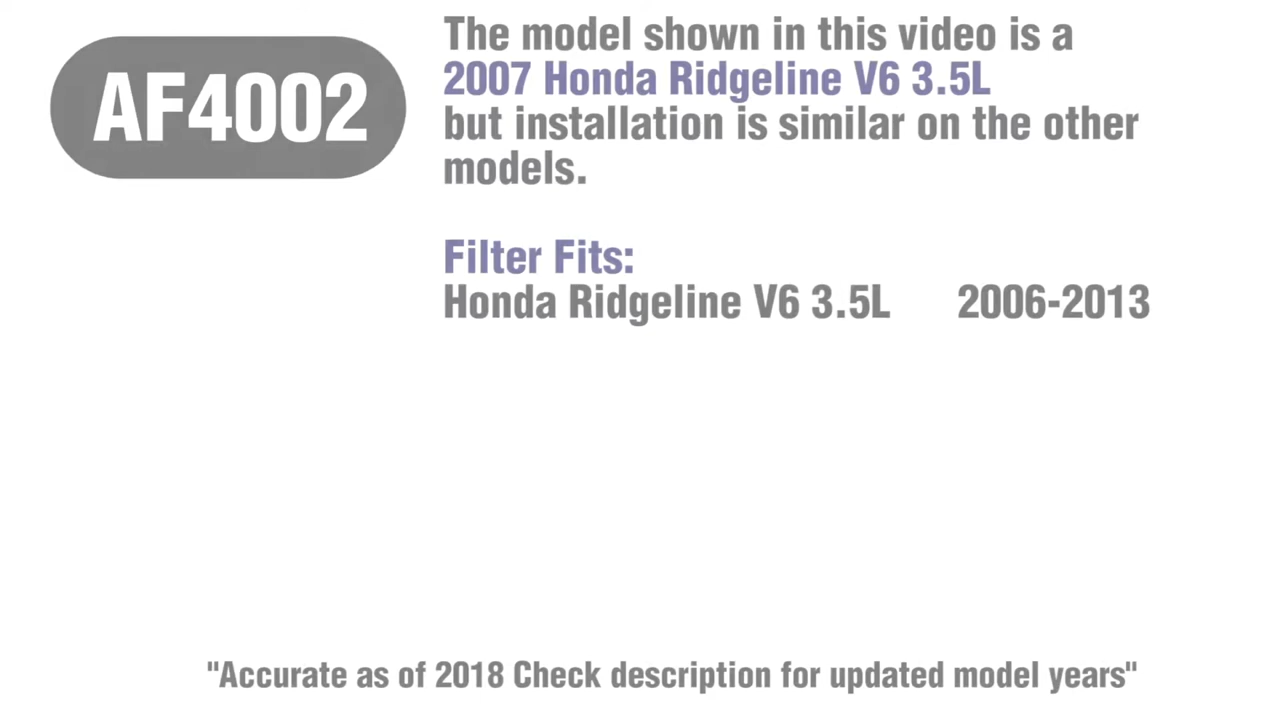 AF4002
The model shown in this video is a
2007 Honda Ridgeline V6 3.5L
but installation is similar on the other
models.
Filter Fits:
Honda Ridgeline V6 3.5L 2006-2013
"Accurate as of 2018 Check description for updated model years"